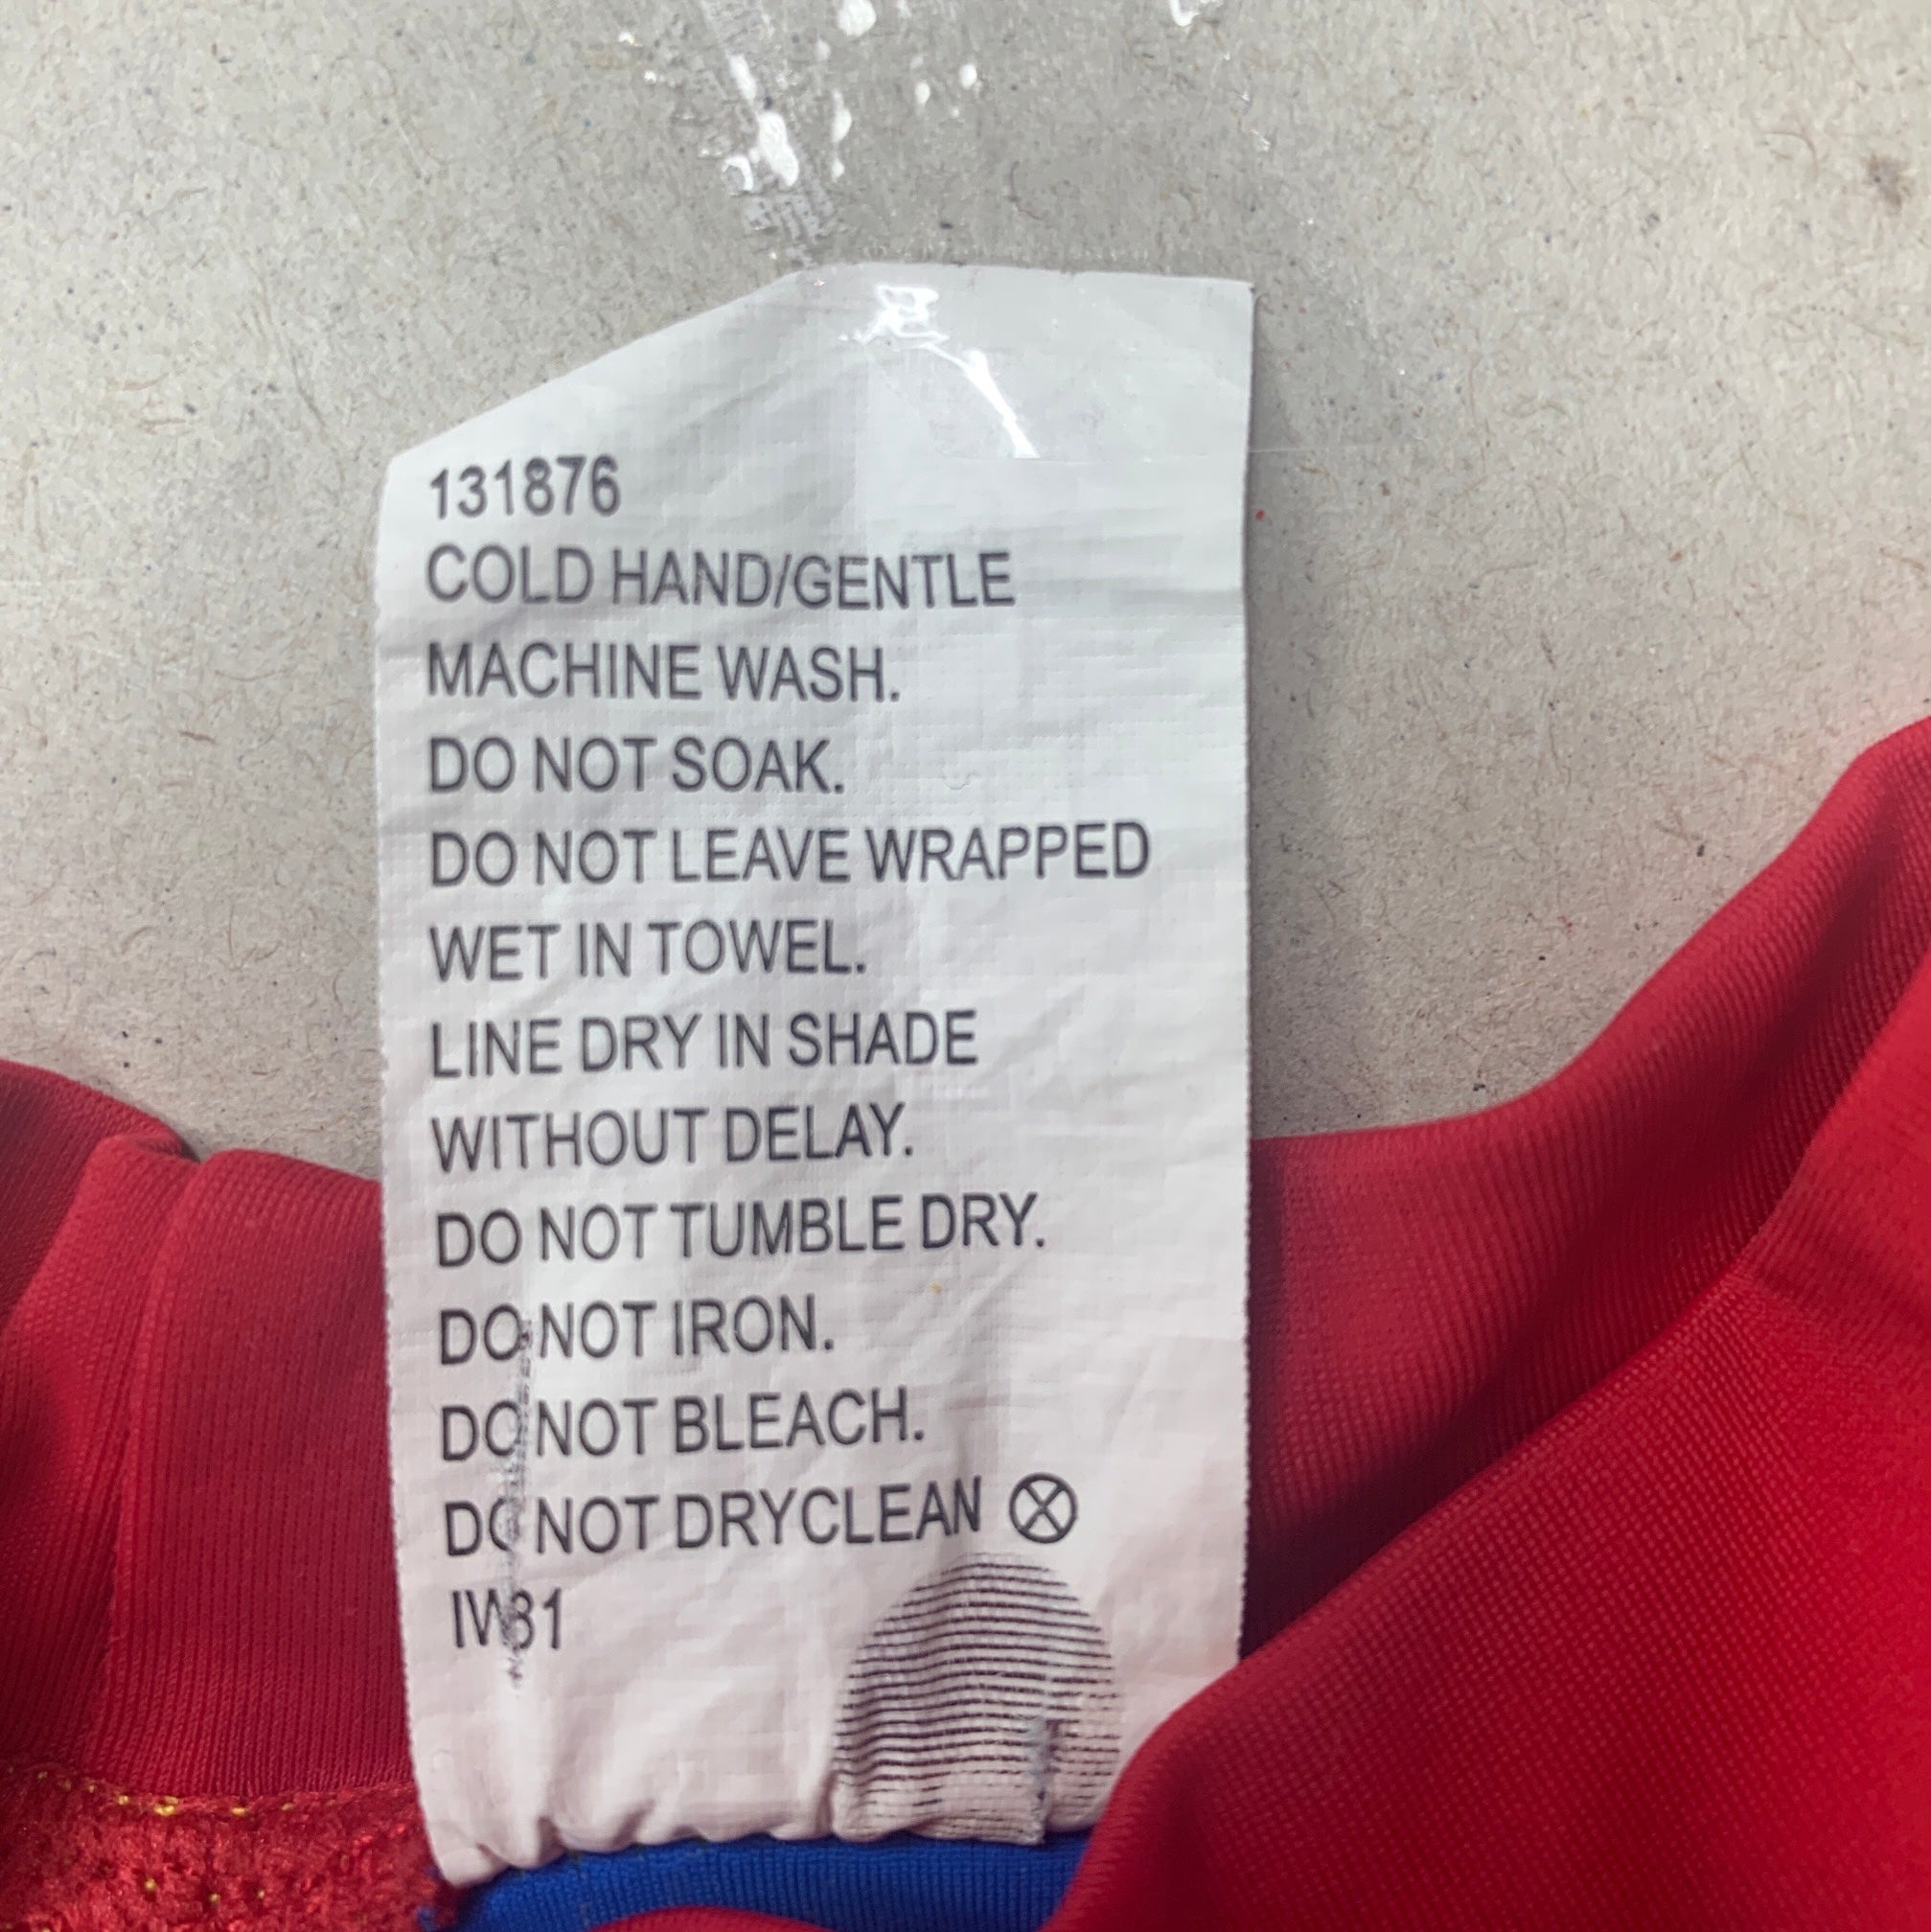 131876
COLD HAND/GENTLE
MACHINE WASH.
DO NOT SOAK.
DO NOT LEAVE WRAPPED
WET IN TOWEL.
LINE DRY IN SHADE
WITHOUT DELAY.
DO NOT TUMBLE DRY.
DO NOT IRON.
DO NOT BLEACH.
DO NOT DRYCLEAN